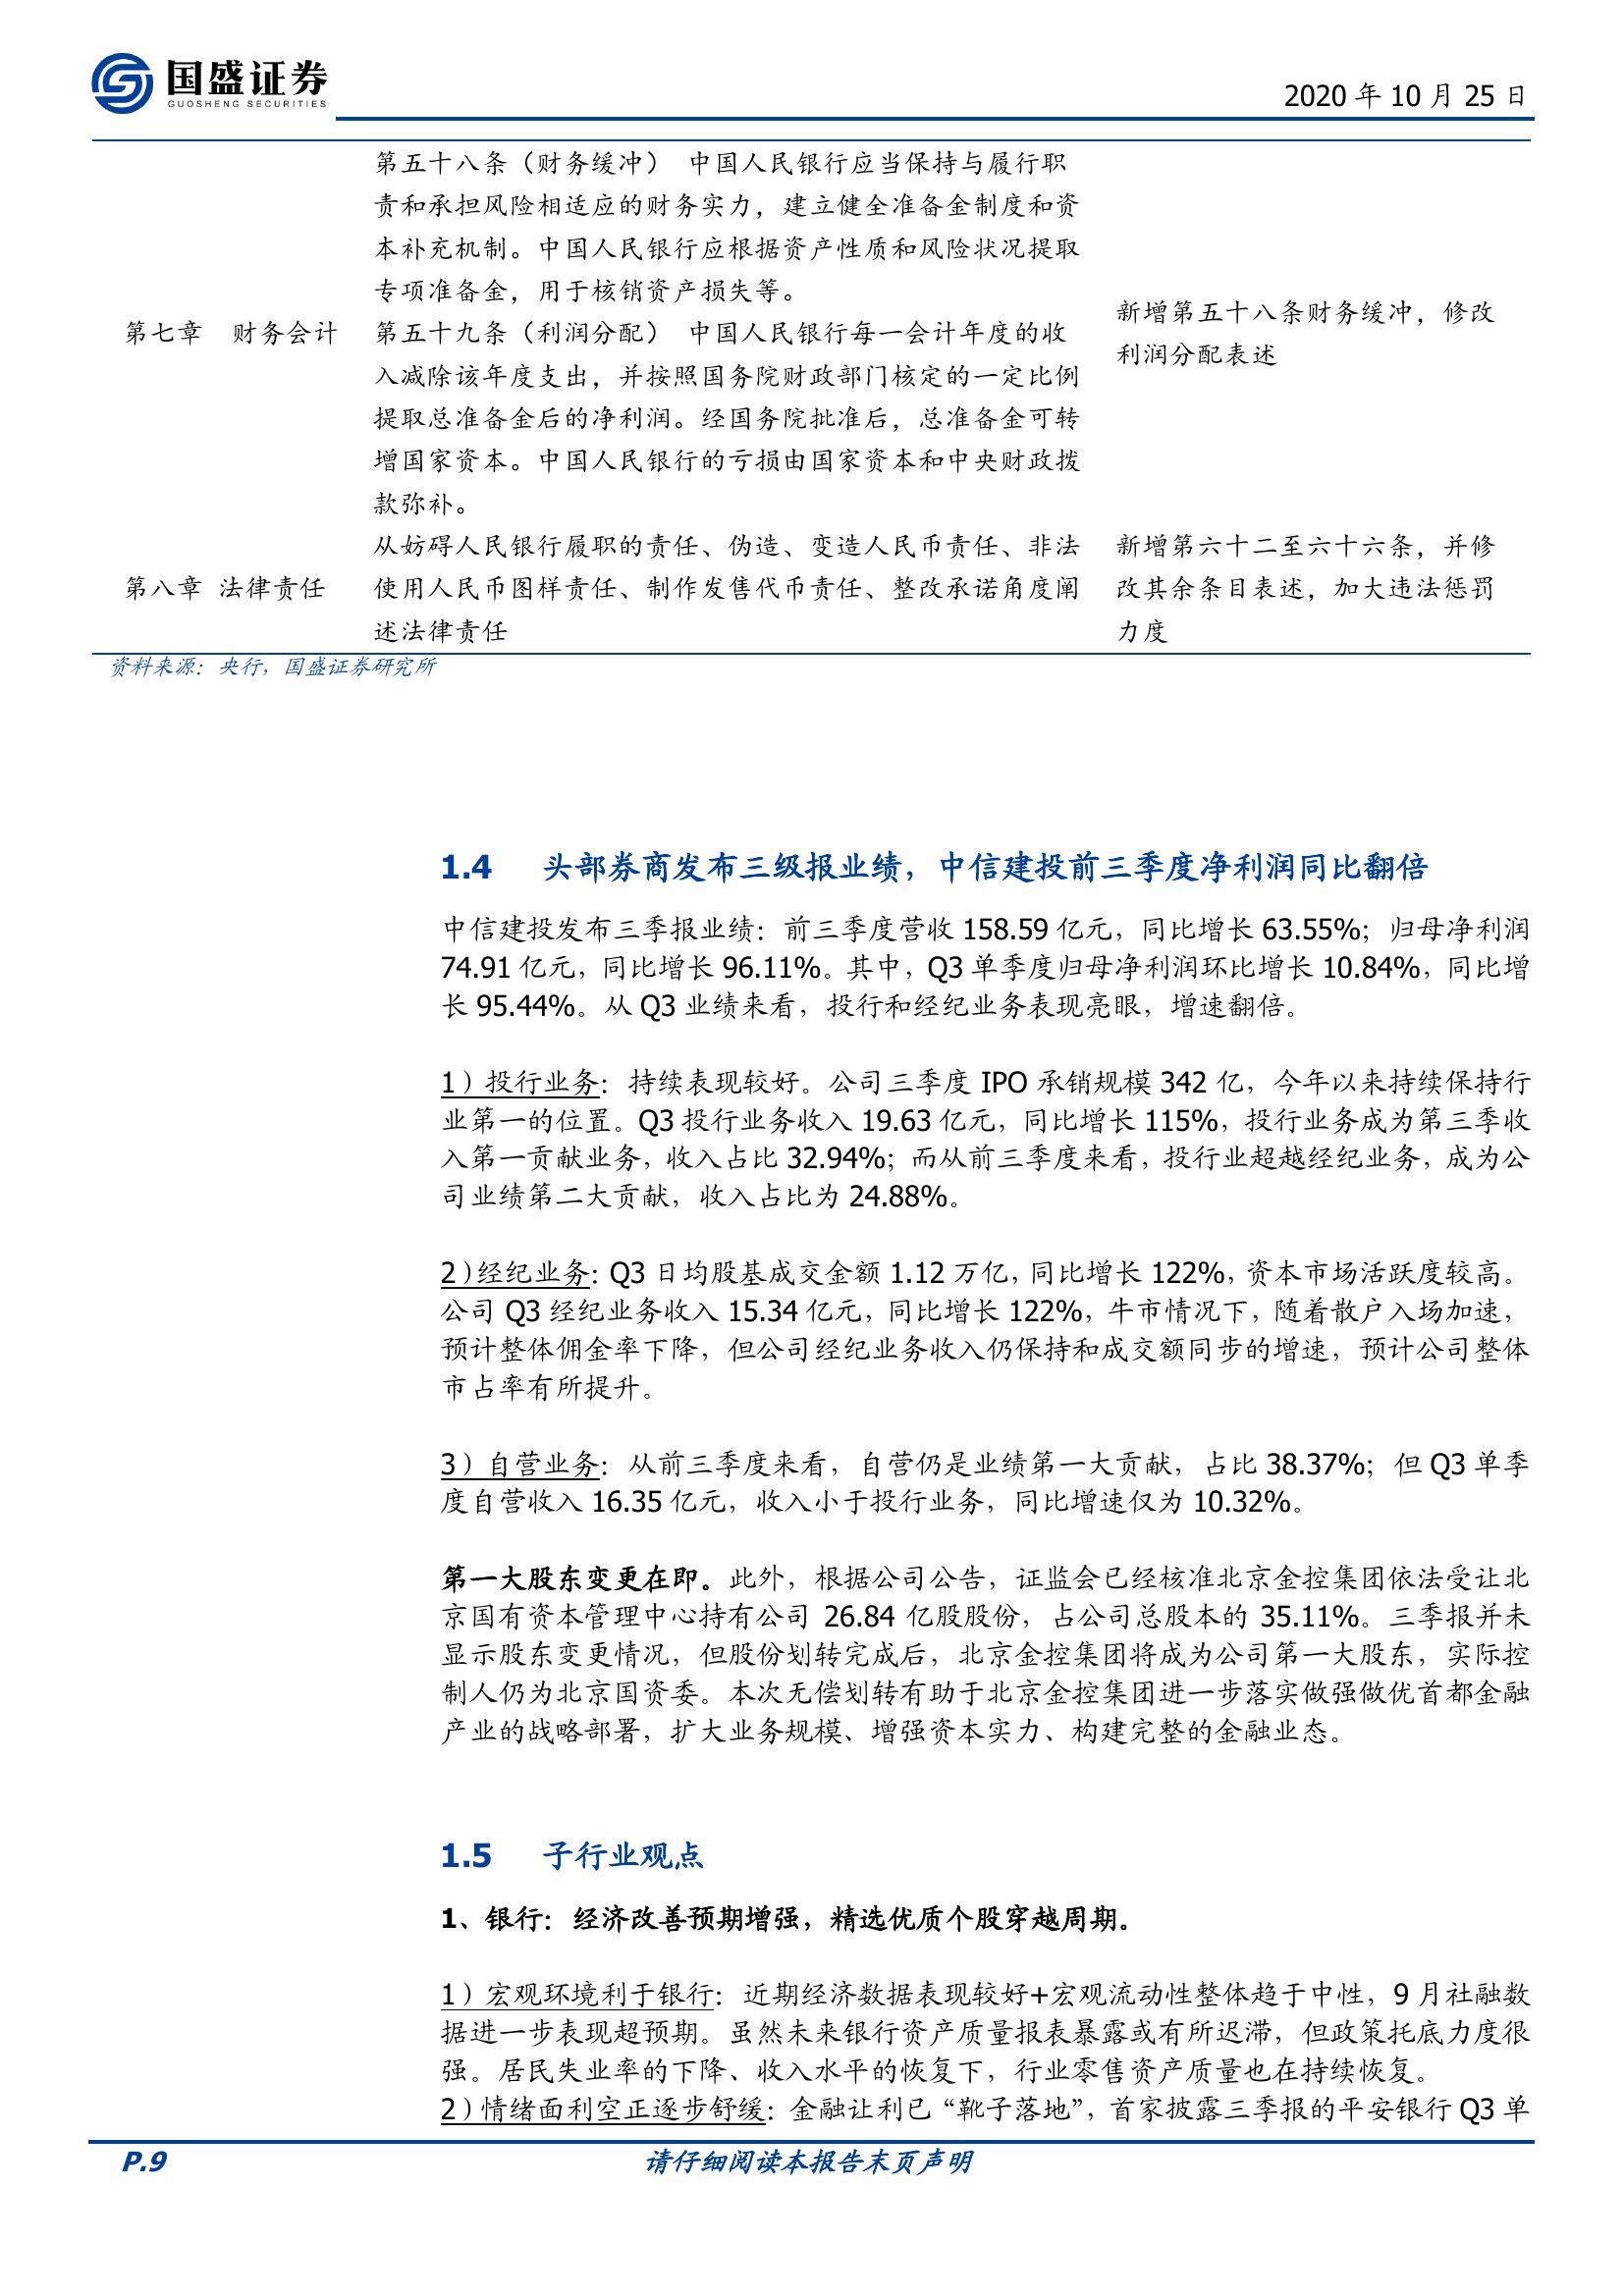 国盛证券
GUOSHENG SECURITIES
2020 年 10 月 25 日
第五十八条（财务缓冲） 中国人民银行应当保持与履行职
责和承担风险相适应的财务实力，建立健全准备金制度和资
本补充机制。中国人民银行应根据资产性质和风险状况提取
专项准备金，用于核销资产损失等。
第七章 财务会计
第五十九条（利润分配） 中国人民银行每一会计年度的收
入减除该年度支出，并按照国务院财政部门核定的一定比例
提取总准备金后的净利润。经国务院批准后，总准备金可转
增国家资本。中国人民银行的亏损由国家资本和中央财政拨
款弥补。
新增第五十八条财务缓冲，修改
利润分配表述
第八章 法律责任
从妨碍人民银行履职的责任、伪造、变造人民币责任、非法
使用人民币图样责任、制作发售代币责任、整改承诺角度阐
述法律责任
新增第六十二至六十六条，并修
改其余条目表述，加大违法惩罚
力度
资料来源：央行，国盛证券研究所
1.4 头部券商发布三级报业绩，中信建投前三季度净利润同比翻倍
中信建投发布三季报业绩：前三季度营收 158.59 亿元，同比增长 63.55%；归母净利润
74.91 亿元，同比增长 96.11%。其中，Q3 单季度归母净利润环比增长 10.84%，同比增
长 95.44%。从 Q3 业绩来看，投行和经纪业务表现亮眼，增速翻倍。
1）投行业务：持续表现较好。公司三季度 IPO 承销规模 342 亿，今年以来持续保持行
业第一的位置。Q3 投行业务收入 19.63 亿元，同比增长 115%，投行业务成为第三季收
入第一贡献业务，收入占比 32.94%；而从前三季度来看，投行业超越经纪业务，成为公
司业绩第二大贡献，收入占比为 24.88%。
2）经纪业务：Q3 日均股基成交金额 1.12 万亿，同比增长 122%，资本市场活跃度较高。
公司 Q3 经纪业务收入 15.34 亿元，同比增长 122%，牛市情况下，随着散户入场加速，
预计整体佣金率下降，但公司经纪业务收入仍保持和成交额同步的增速，预计公司整体
市占率有所提升。
3）自营业务：从前三季度来看，自营仍是业绩第一大贡献，占比 38.37%；但 Q3 单季
度自营收入 16.35 亿元，收入小于投行业务，同比增速仅为 10.32%。
第一大股东变更在即。此外，根据公司公告，证监会已经核准北京金控集团依法受让北
京国有资本管理中心持有公司 26.84 亿股股份，占公司总股本的 35.11%。三季报并未
显示股东变更情况，但股份划转完成后，北京金控集团将成为公司第一大股东，实际控
制人仍为北京国资委。本次无偿划转有助于北京金控集团进一步落实做强做优首都金融
产业的战略部署，扩大业务规模、增强资本实力、构建完整的金融业态。
1.5 子行业观点
1、银行：经济改善预期增强，精选优质个股穿越周期。
1）宏观环境利于银行：近期经济数据表现较好+宏观流动性整体趋于中性，9 月社融数
据进一步表现超预期。虽然未来银行资产质量报表暴露或有所迟滞，但政策托底力度很
强。居民失业率的下降、收入水平的恢复下，行业零售资产质量也在持续恢复。
2）情绪面利空正逐步舒缓：金融让利已“靴子落地”，首家披露三季报的平安银行 Q3 单
P.9
请仔细阅读本报告末页声明